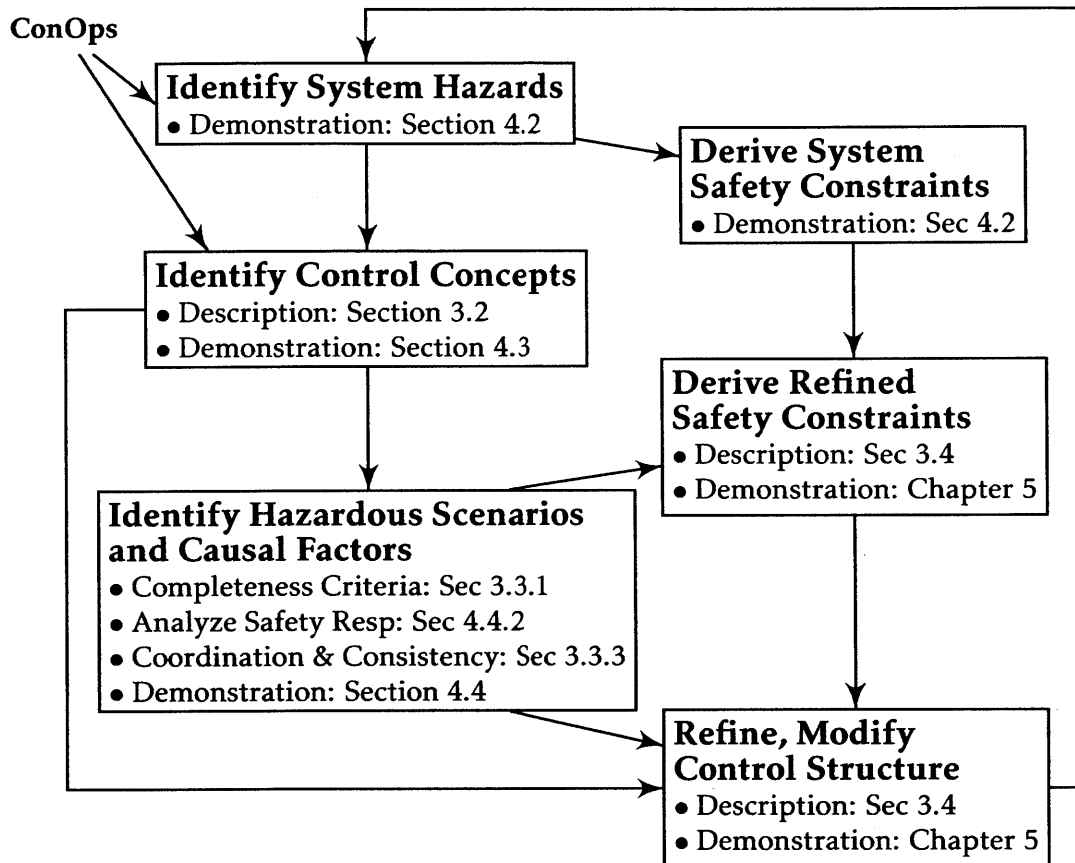 ConOps
Identify System Hazards
• Demonstration: Section 4.2
Derive System
Safety Constraints
• Demonstration: Sec 4.2
Identify Control Concepts
• Description: Section 3.2
• Demonstration: Section 4.3
Derive Refined
Safety Constraints
• Description: Sec 3.4
• Demonstration: Chapter 5
Identify Hazardous Scenarios
and Causal Factors
• Completeness Criteria: Sec 3.3.1
• Analyze Safety Resp: Sec 4.4.2
• Coordination & Consistency: Sec 3.3.3
• Demonstration: Section 4.4
Refine, Modify
Control Structure
• Description: Sec 3.4
• Demonstration: Chapter 5